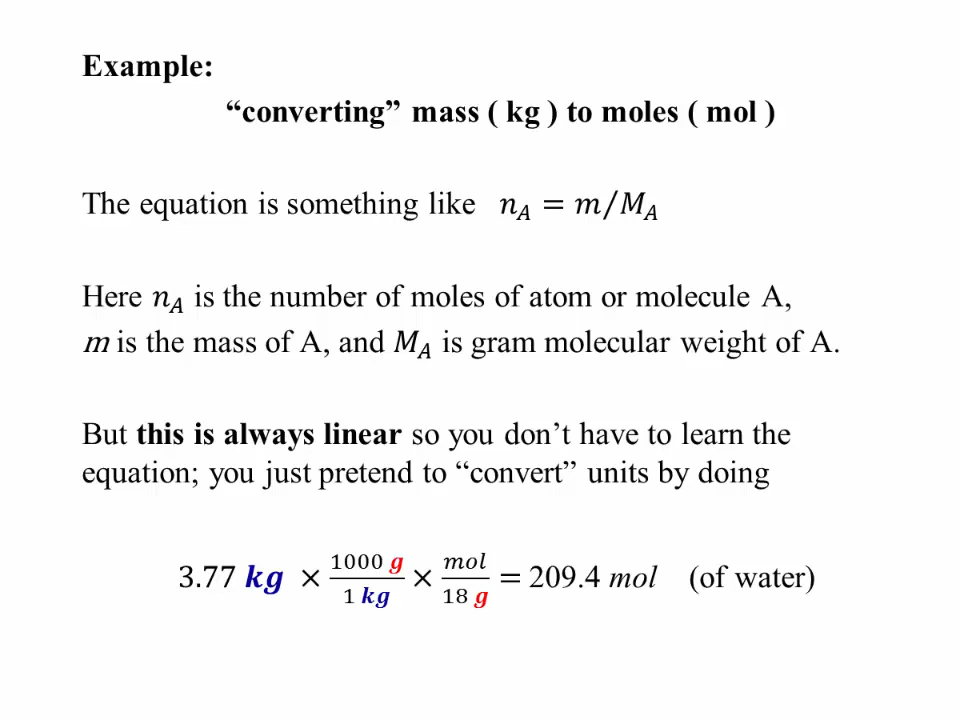 Example:
“converting” mass ( kg ) to moles ( mol )
The equation is something like 𝑛_𝐴 = 𝑚/𝑀_𝐴
Here 𝑛_𝐴 is the number of moles of atom or molecule A,
m is the mass of A, and 𝑀_𝐴 is gram molecular weight of A.
But this is always linear so you don’t have to learn the
equation; you just pretend to “convert” units by doing
3.77 kg × 1000 g / 1 kg × mol / 18 g = 209.4 mol (of water)